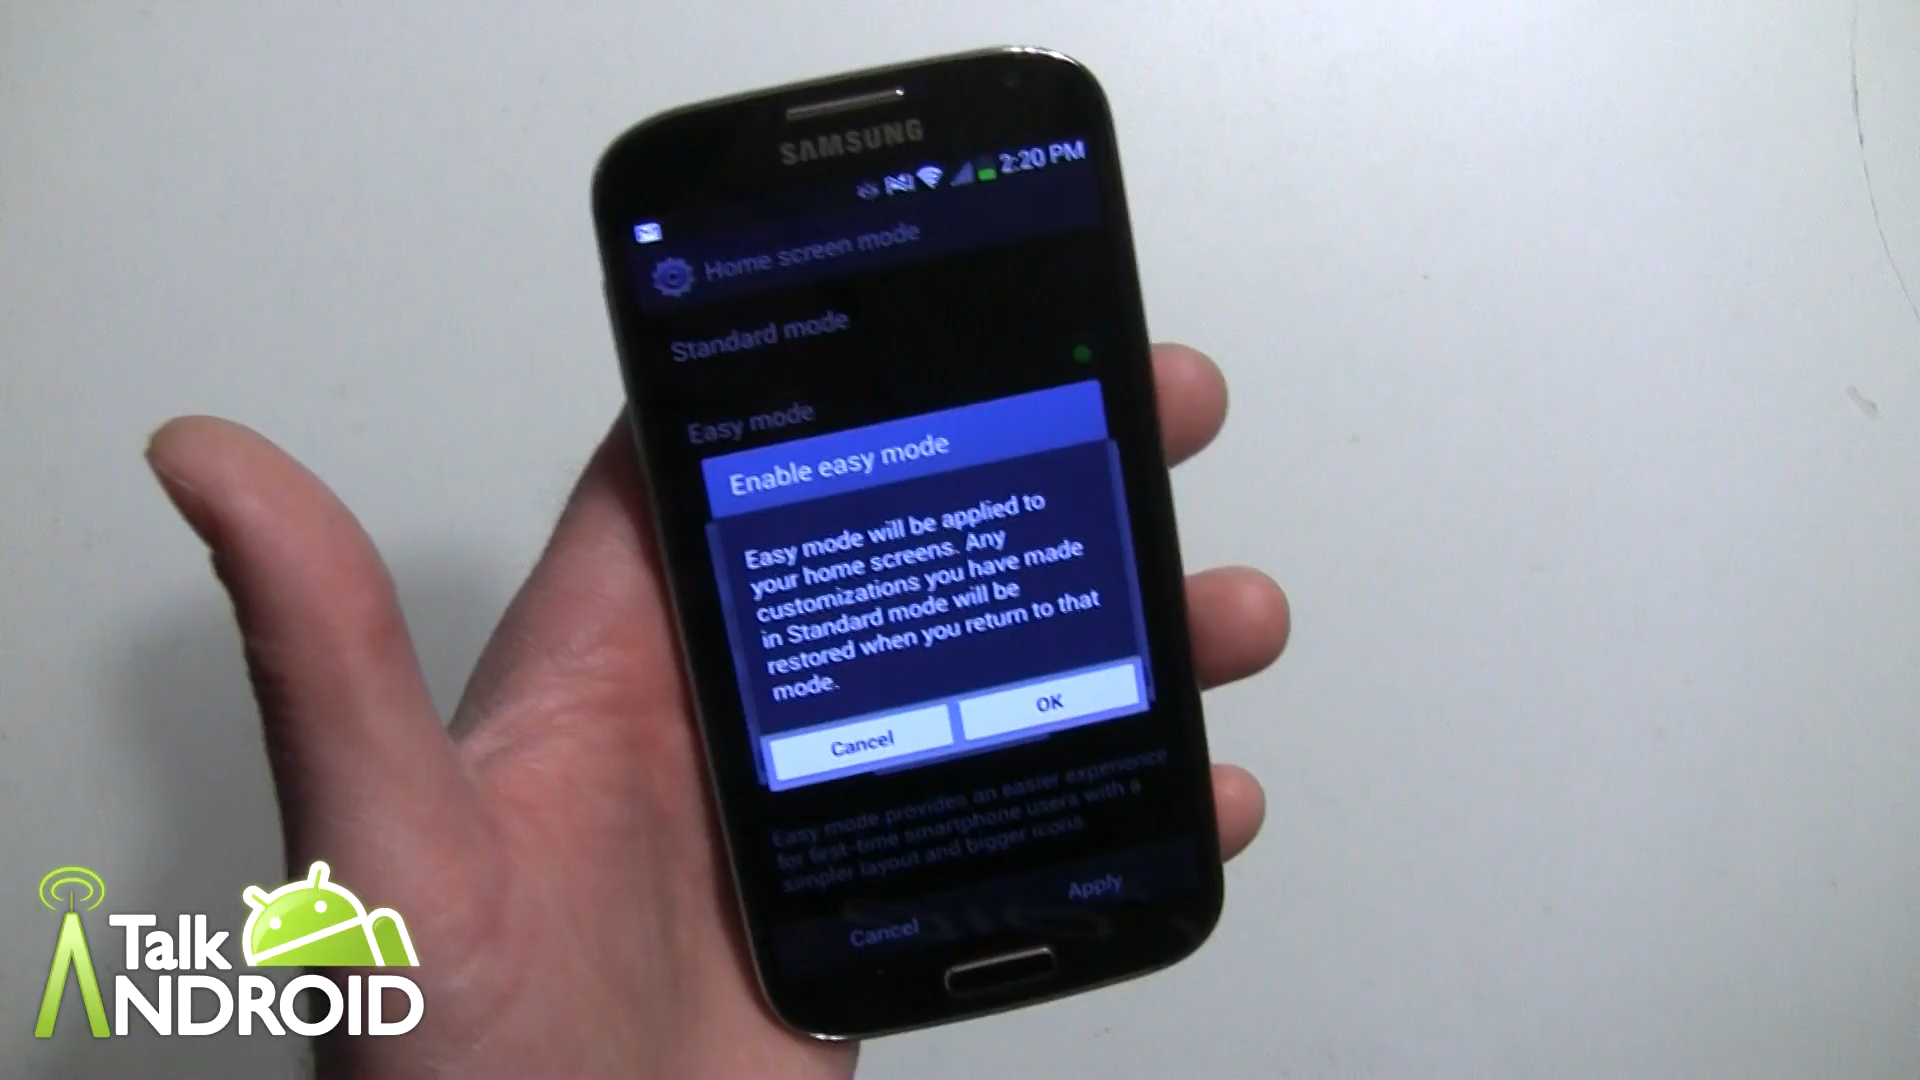 SAMSUNG
2:20 PM
Home screen mode
Standard mode
Easy mode
Enable easy mode
Easy mode will be applied to
your home screens. Any
customizations you have made
in Standard mode will be
restored when you return to that
mode.
Cancel
OK
Easy mode provides an easier experience
for first-time smartphone users with a
simpler layout and bigger icons
Cancel
Apply
Talk
ANDROID